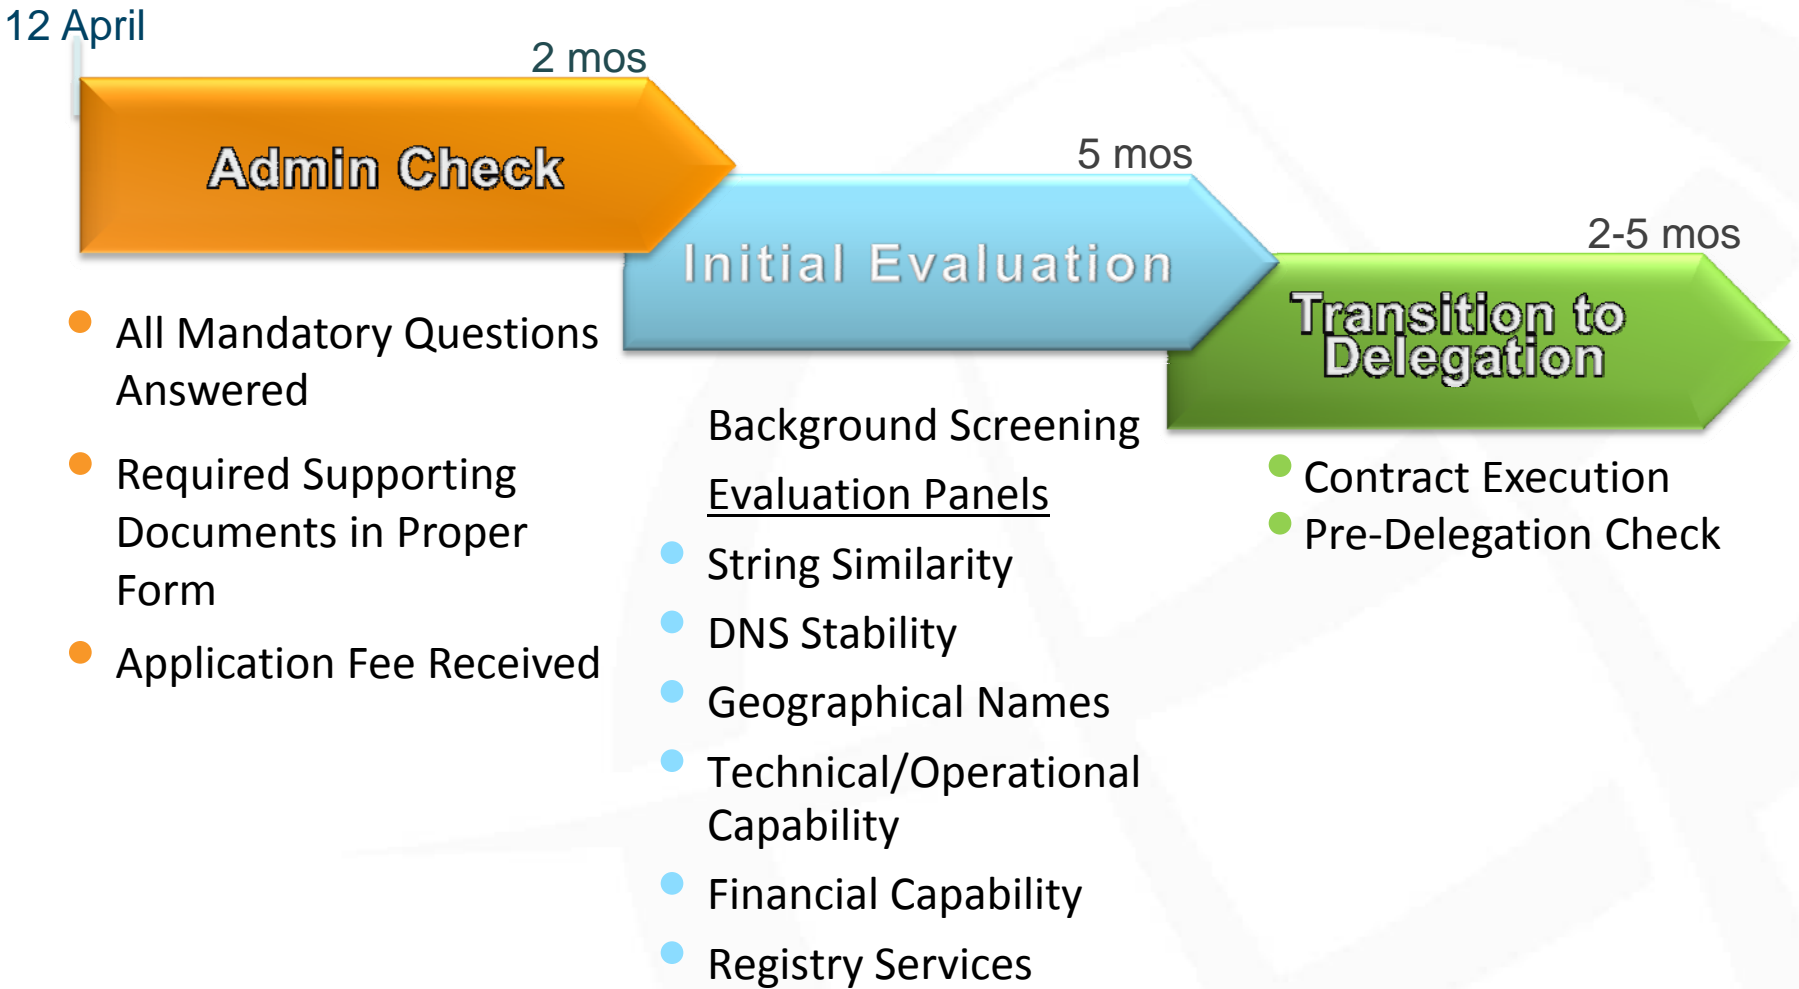 12 April
2 mos
Admin Check
5 mos
Initial Evaluation
2-5 mos
Transition to
Delegation
All Mandatory Questions
Answered
Required Supporting
Documents in Proper
Form
Application Fee Received
Background Screening
Evaluation Panels
String Similarity
DNS Stability
Geographical Names
Technical/Operational
Capability
Financial Capability
Registry Services
Contract Execution
Pre-Delegation Check